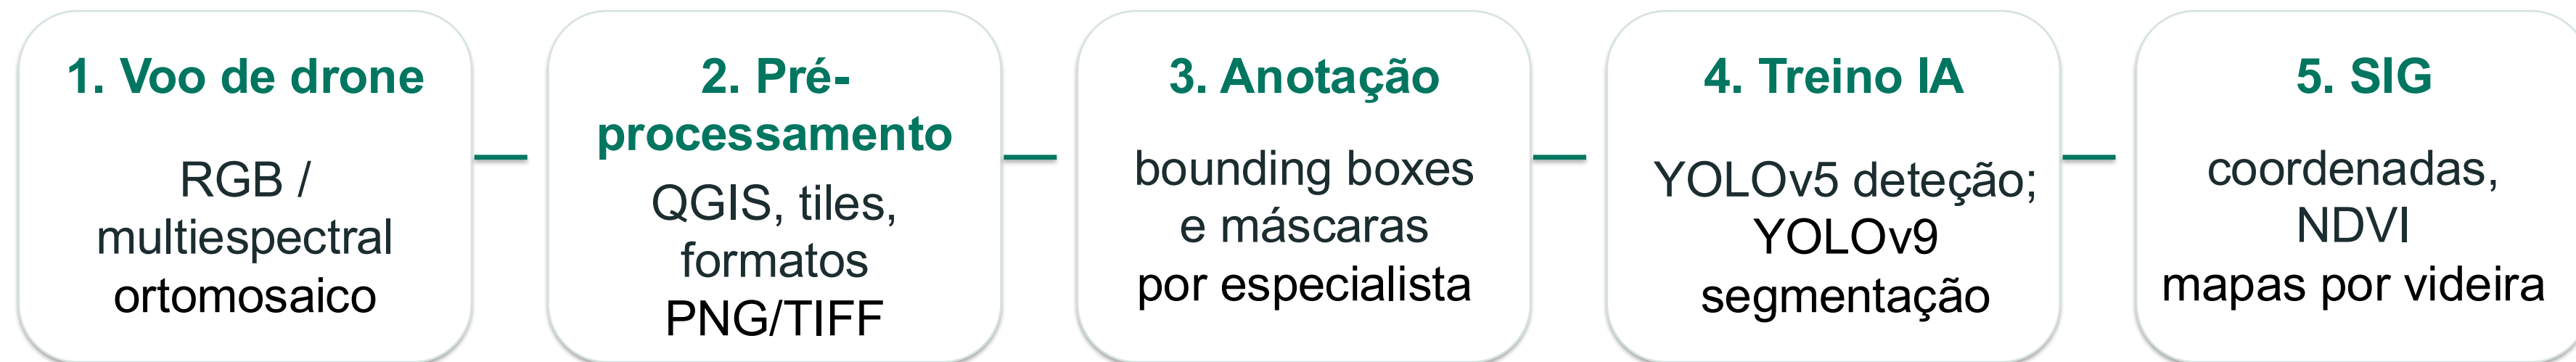 1. Voo de drone
RGB /
multiespectral
ortomosaico
2. Pré-
processamento
QGIS, tiles,
formatos
PNG/TIFF
3. Anotação
bounding boxes
e máscaras
por especialista
4. Treino IA
YOLOv5 deteção;
YOLOv9
segmentação
5. SIG
coordenadas,
NDVI
mapas por videira